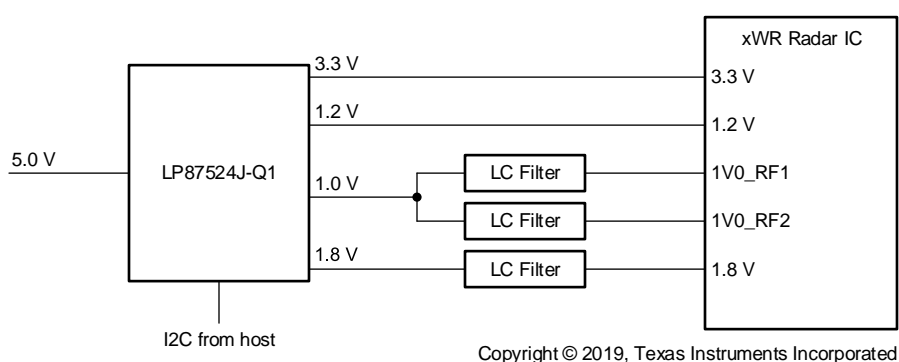 xWR Radar IC
3.3 V
3.3 V
1.2 V
1.2 V
5.0 V
LP87524J-Q1
LC Filter
1V0_RF1
1.0 V
LC Filter
1V0_RF2
1.8 V
LC Filter
1.8 V
I2C from host
Copyright © 2019, Texas Instruments Incorporated